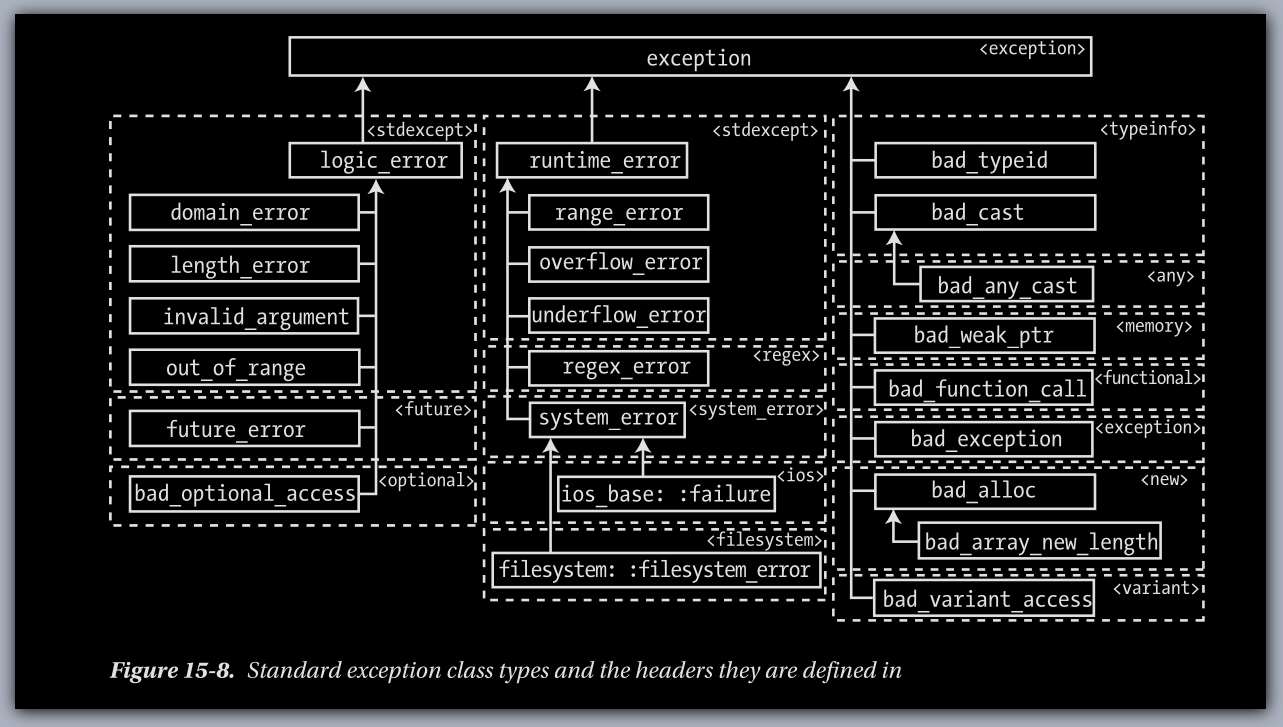 exception <exception>
<stdexcept>
logic_error
domain_error
length_error
invalid_argument
out_of_range
<future>
future_error
<optional>
bad_optional_access
<stdexcept>
runtime_error
range_error
overflow_error
underflow_error
<regex>
regex_error
system_error <system_error>
<ios>
ios_base: :failure
<filesystem>
filesystem: :filesystem_error
<typeinfo>
bad_typeid
bad_cast
<any>
bad_any_cast
<memory>
bad_weak_ptr
<functional>
bad_function_call
<exception>
bad_exception
<new>
bad_alloc
bad_array_new_length
<variant>
bad_variant_access
Figure 15-8. Standard exception class types and the headers they are defined in